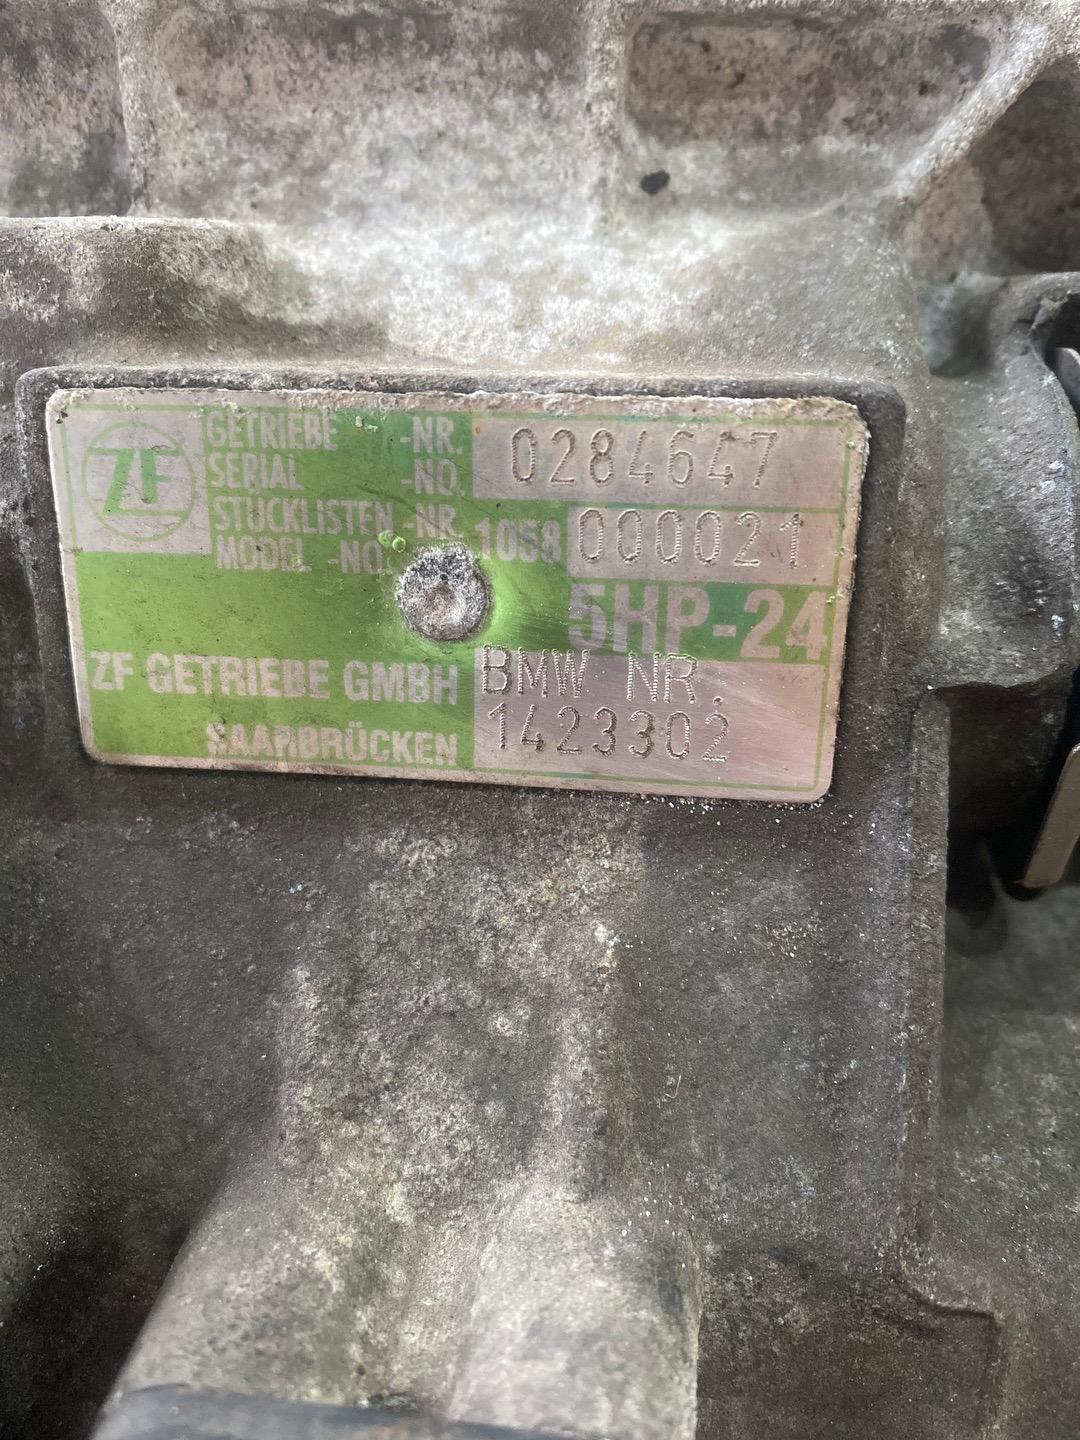 ZF
GETRIEBE -NR. 0284647
SERIAL -NO.
STÜCKLISTEN -NR. 1058 000021
MODEL -NO.
5HP-24
ZF GETRIEBE GMBH BMW NR.
SAARBRÜCKEN 1423302